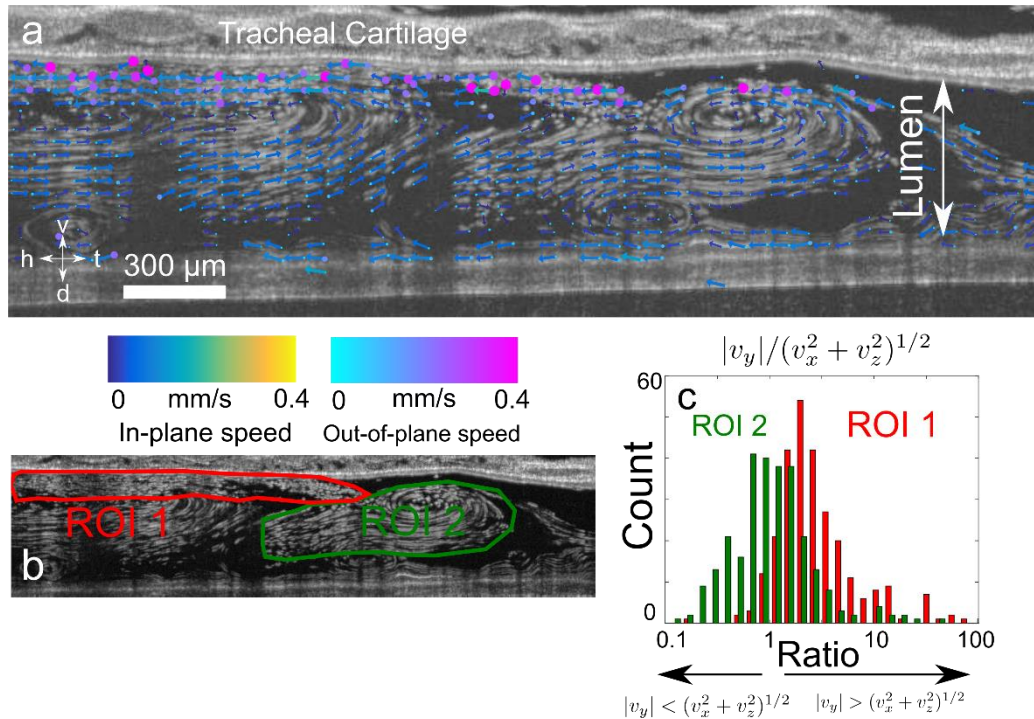 a
Tracheal Cartilage
Lumen
v
h t
d
300 µm
0 mm/s 0.4
In-plane speed
0 mm/s 0.4
Out-of-plane speed
b
ROI 1
ROI 2
|v_y|/(v_x^2 + v_z^2)^{1/2}
c
60
0
Count
ROI 2
ROI 1
0.1 1 10 100
Ratio
|v_y| < (v_x^2 + v_z^2)^{1/2}
|v_y| > (v_x^2 + v_z^2)^{1/2}